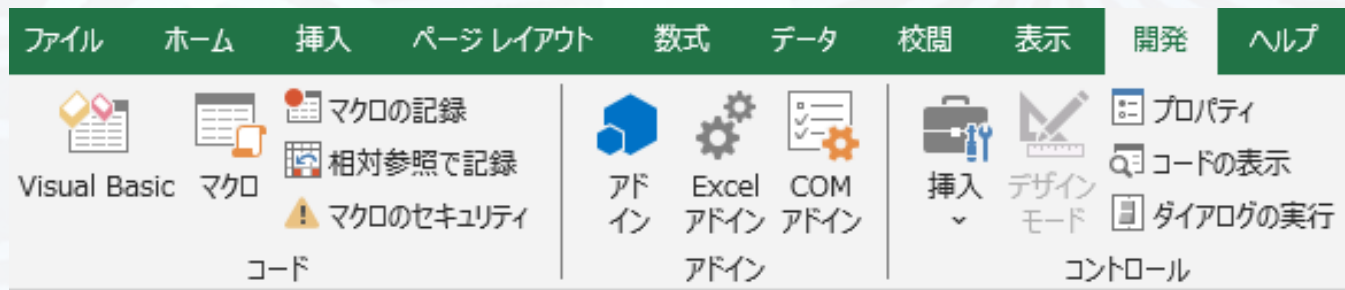 ファイル ホーム 挿入 ページ レイアウト 数式 データ 校閲 表示 開発 ヘルプ
Visual Basic
マクロ
マクロの記録
相対参照で記録
マクロのセキュリティ
コード
アド
イン
Excel
アドイン
COM
アドイン
アドイン
挿入
デザイン
モード
プロパティ
コードの表示
ダイアログの実行
コントロール